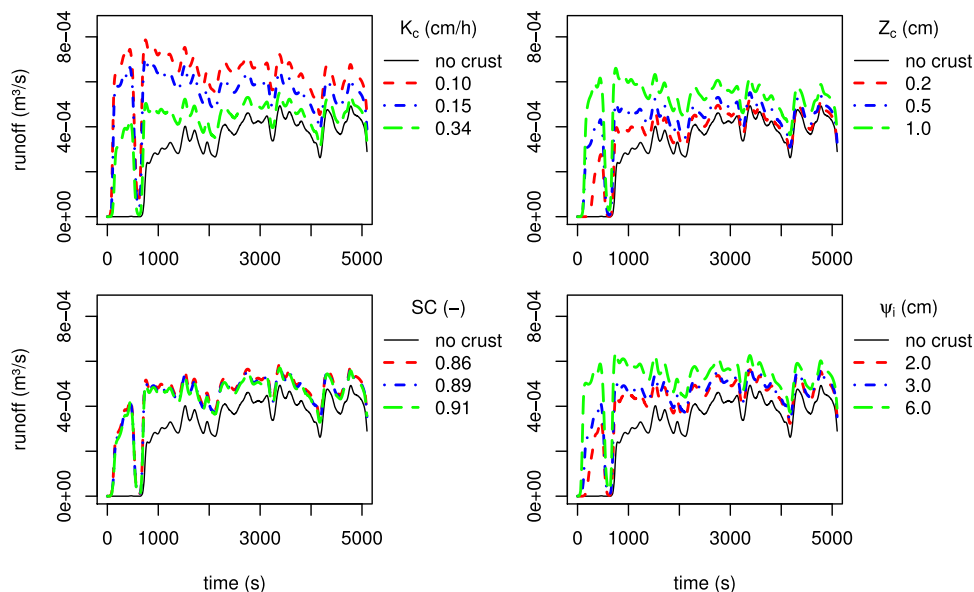 runoff (m³/s)
8e−04
4e−04
0e+00
0
1000
3000
5000
K_c (cm/h)
no crust
0.10
0.15
0.34
8e−04
4e−04
0e+00
0
1000
3000
5000
Z_c (cm)
no crust
0.2
0.5
1.0
runoff (m³/s)
8e−04
4e−04
0e+00
0
1000
3000
5000
time (s)
SC (−)
no crust
0.86
0.89
0.91
8e−04
4e−04
0e+00
0
1000
3000
5000
time (s)
ψ_i (cm)
no crust
2.0
3.0
6.0